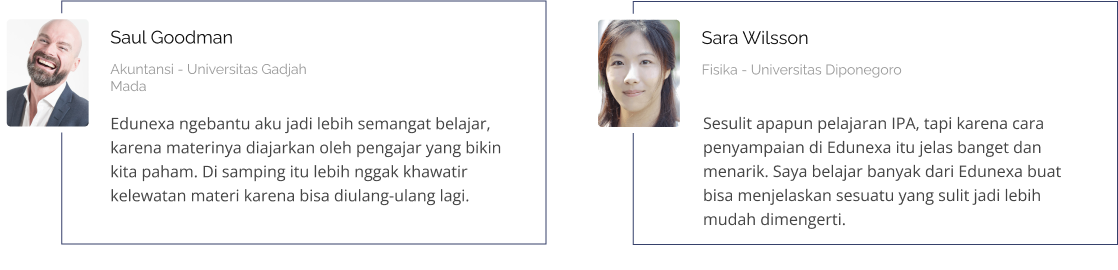 Saul Goodman
Akuntansi - Universitas Gadjah
Mada
Edunexa ngebantu aku jadi lebih semangat belajar,
karena materinya diajarkan oleh pengajar yang bikin
kita paham. Di samping itu lebih nggak khawatir
kelewatan materi karena bisa diulang-ulang lagi.
Sara Wilsson
Fisika - Universitas Diponegoro
Sesulit apapun pelajaran IPA, tapi karena cara
penyampaian di Edunexa itu jelas banget dan
menarik. Saya belajar banyak dari Edunexa buat
bisa menjelaskan sesuatu yang sulit jadi lebih
mudah dimengerti.